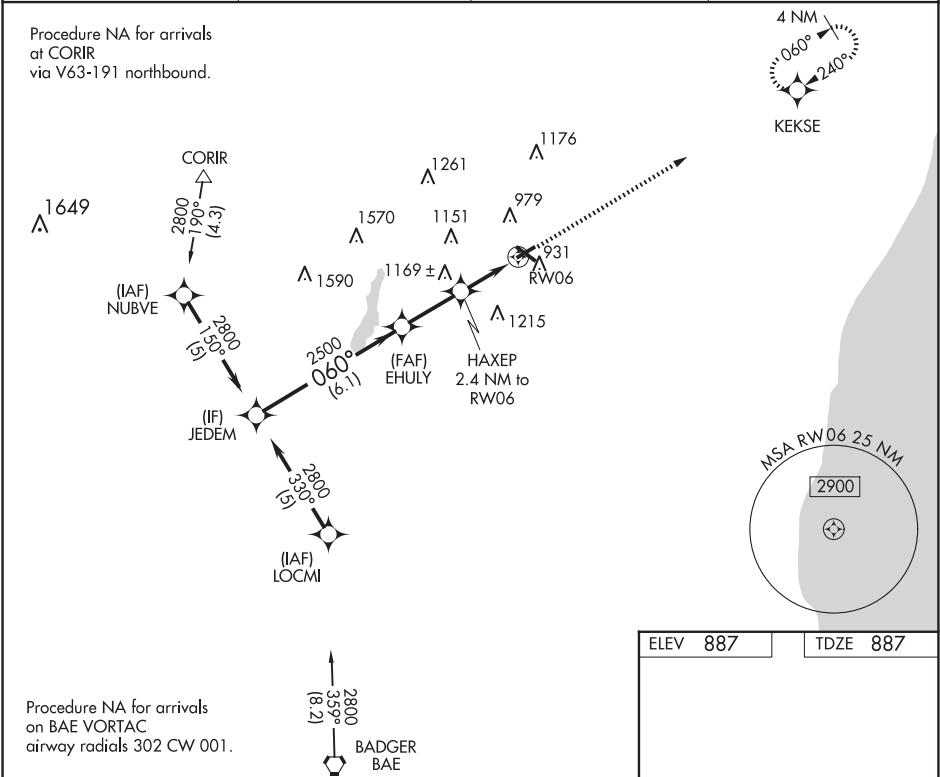 Procedure NA for arrivals
at CORIR
via V63-191 northbound.
4 NM
060°
240°
KEKSE
1176
CORIR
1261
1649
979
2800
190°
(4.3)
1570
1151
931
1590
1169 ±
RW06
(IAF)
NUBVE
1215
2800
150°
(5)
2500
060°
(6.1)
(FAF)
EHULY
HAXEP
2.4 NM to
RW06
(IF)
JEDEM
MSA RW06 25 NM
2900
2800
330°
(5)
(IAF)
LOCMI
ELEV 887
TDZE 887
2800
359°
(8.2)
Procedure NA for arrivals
on BAE VORTAC
airway radials 302 CW 001.
BADGER
BAE